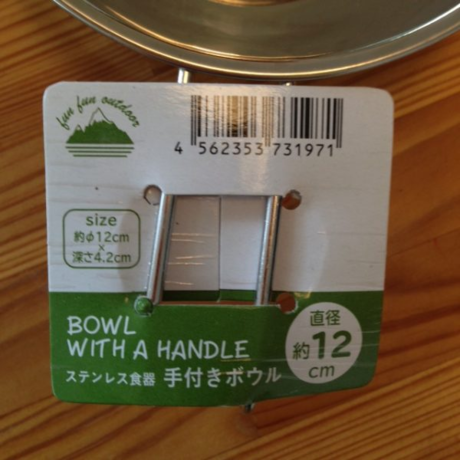 fun fun outdoor
4 562353 731971
size
約φ12cm
×
深さ4.2cm
BOWL
WITH A HANDLE
ステンレス食器 手付きボウル
直径
約12
cm